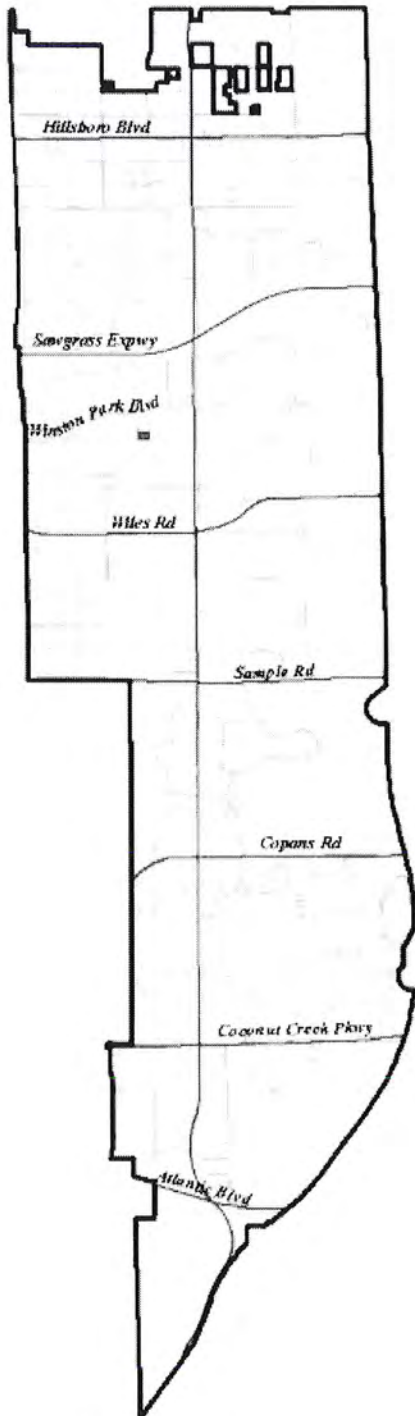 Hillsboro Blvd
Sawgrass Expwy
Winston Park Blvd
Wiles Rd
Sample Rd
Copans Rd
Coconut Creek Pkwy
Atlantic Blvd